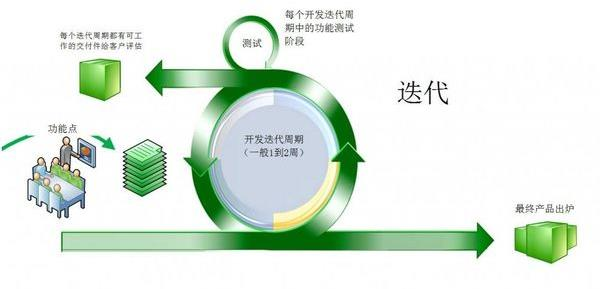 每个迭代周期都有可工
作的交付件给客户评估
测试
每个开发迭代周
期中的功能测试
阶段
迭代
功能点
开发迭代周期
（一般1到2周）
最终产品出炉